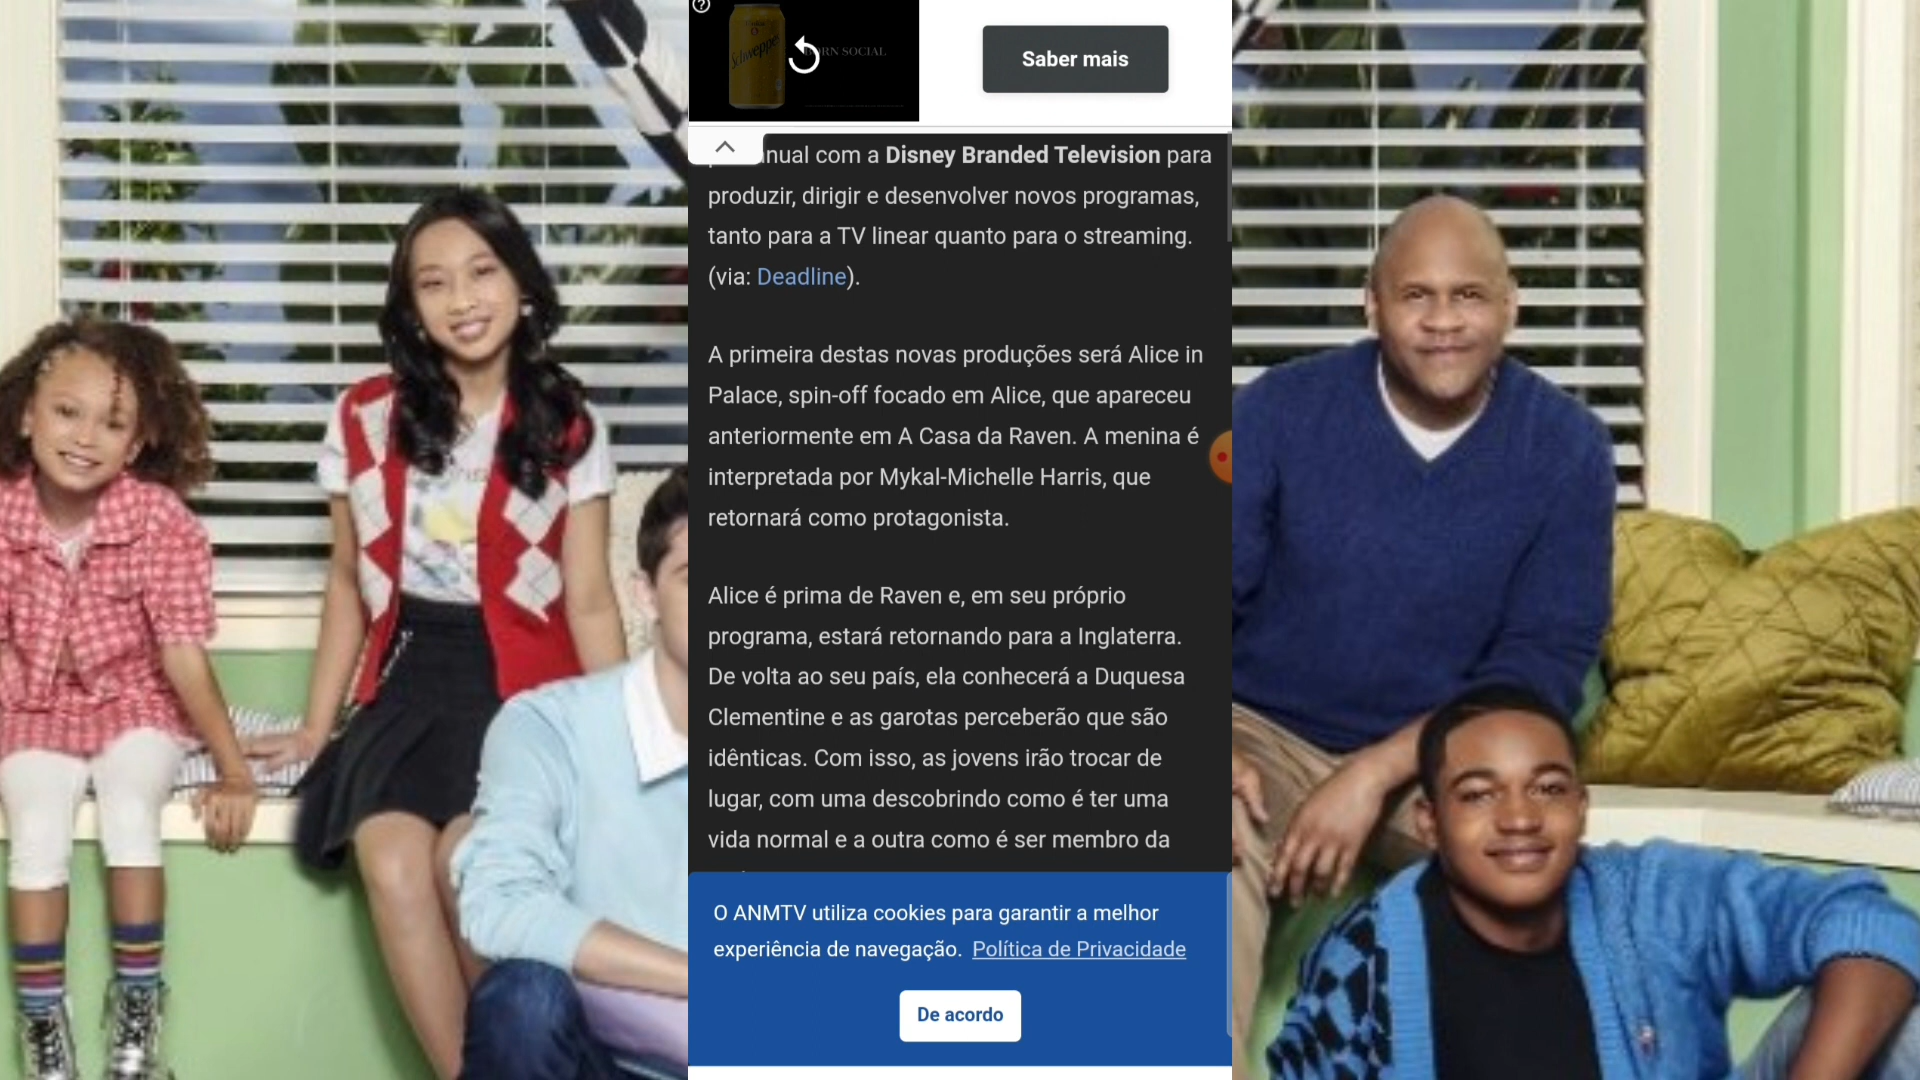 Schweppes
RN SOCIAL
Saber mais
nual com a Disney Branded Television para
produzir, dirigir e desenvolver novos programas,
tanto para a TV linear quanto para o streaming.
(via: Deadline).
A primeira destas novas produções será Alice in
Palace, spin-off focado em Alice, que apareceu
anteriormente em A Casa da Raven. A menina é
interpretada por Mykal-Michelle Harris, que
retornará como protagonista.
Alice é prima de Raven e, em seu próprio
programa, estará retornando para a Inglaterra.
De volta ao seu país, ela conhecerá a Duquesa
Clementine e as garotas perceberão que são
idênticas. Com isso, as jovens irão trocar de
lugar, com uma descobrindo como é ter uma
vida normal e a outra como é ser membro da
O ANMTV utiliza cookies para garantir a melhor
experiência de navegação. Política de Privacidade
De acordo